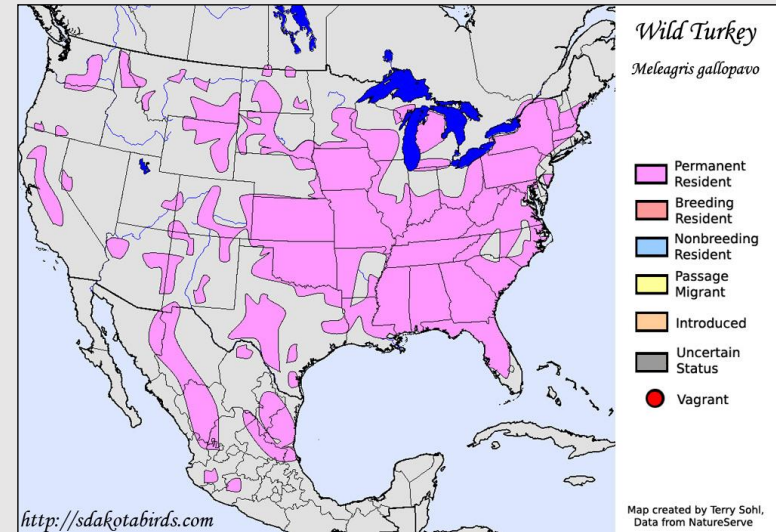 Wild Turkey
Meleagris gallopavo
Permanent
Resident
Breeding
Resident
Nonbreeding
Resident
Passage
Migrant
Introduced
Uncertain
Status
Vagrant
http://sdakotabirds.com
Map created by Terry Sohl,
Data from NatureServe